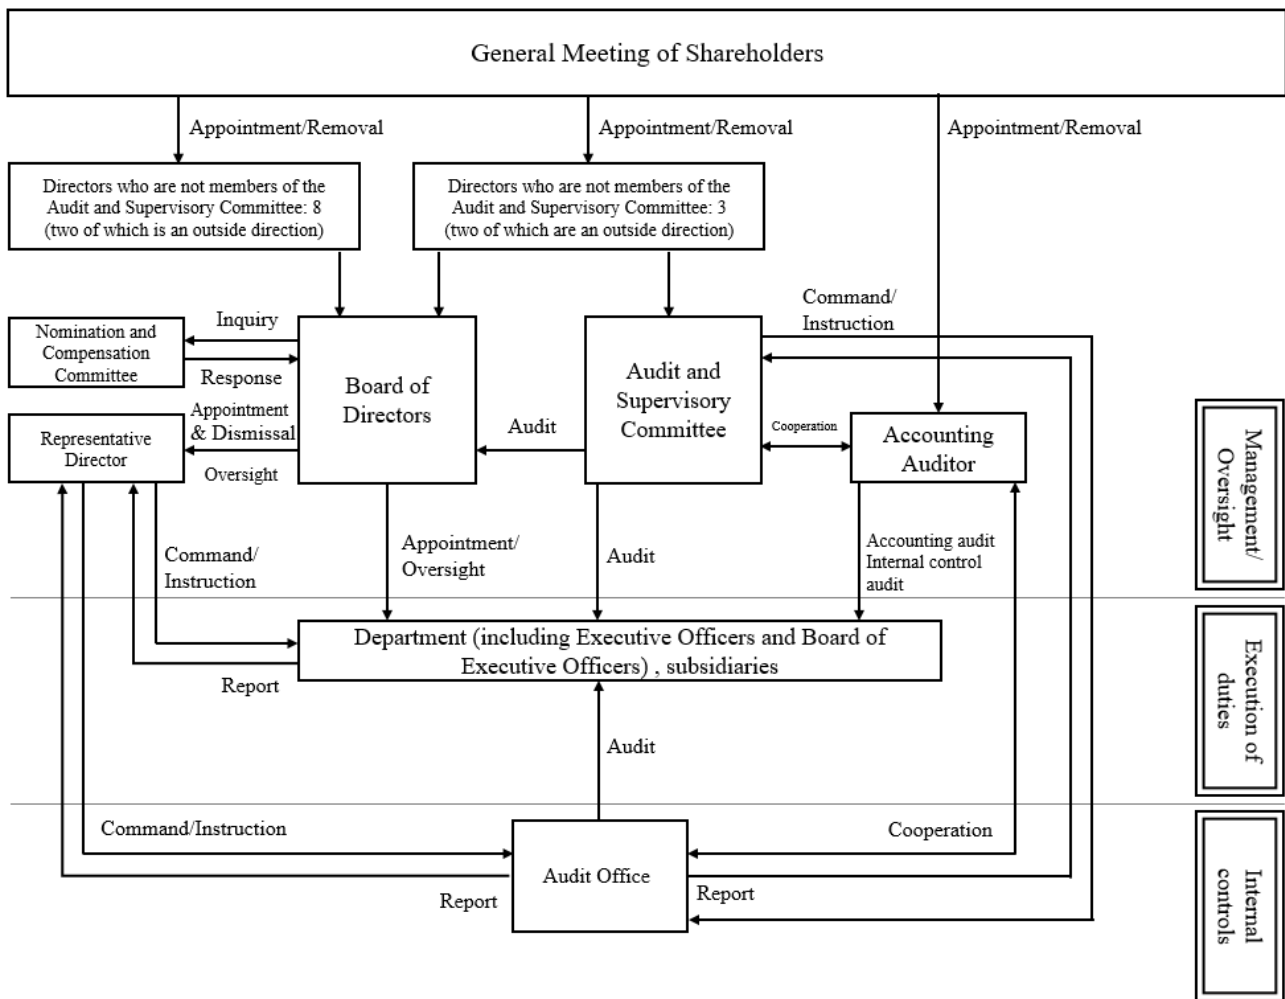 General Meeting of Shareholders
Appointment/Removal
Appointment/Removal
Appointment/Removal
Directors who are not members of the
Audit and Supervisory Committee: 8
(two of which is an outside direction)
Directors who are not members of the
Audit and Supervisory Committee: 3
(two of which are an outside direction)
Command/
Instruction
Inquiry
Nomination and
Compensation
Committee
Response
Board of
Directors
Audit and
Supervisory
Committee
Appointment
& Dismissal
Oversight
Representative
Director
Audit
Cooperation
Accounting
Auditor
Management/
Oversight
Command/
Instruction
Appointment/
Oversight
Audit
Accounting audit
Internal control
audit
Department (including Executive Officers and Board of
Executive Officers) , subsidiaries
Report
Execution of
duties
Audit
Command/Instruction
Cooperation
Audit Office
Report
Report
Internal
controls